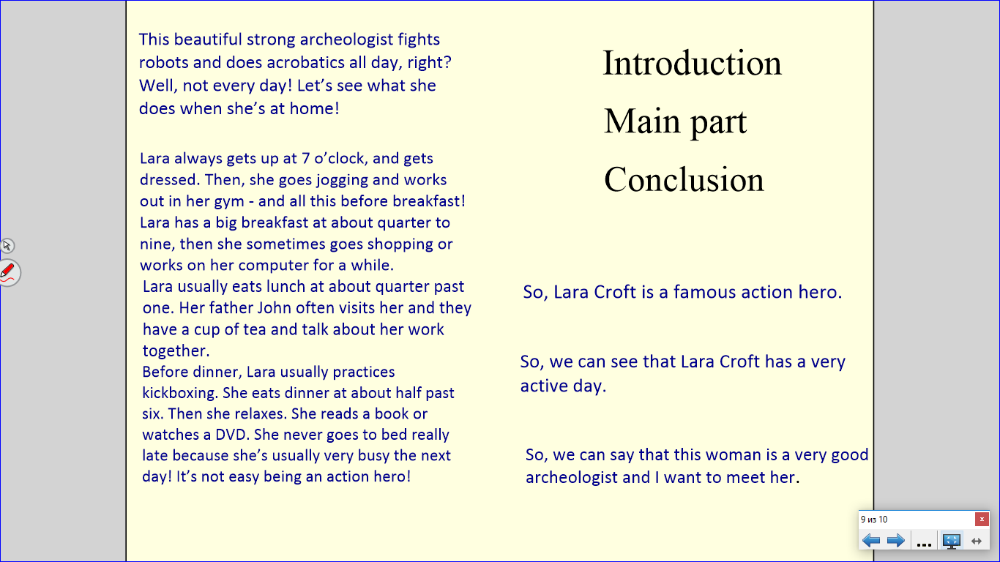 This beautiful strong archeologist fights
robots and does acrobatics all day, right?
Well, not every day! Let’s see what she
does when she’s at home!
Lara always gets up at 7 o’clock, and gets
dressed. Then, she goes jogging and works
out in her gym - and all this before breakfast!
Lara has a big breakfast at about quarter to
nine, then she sometimes goes shopping or
works on her computer for a while.
Lara usually eats lunch at about quarter past
one. Her father John often visits her and they
have a cup of tea and talk about her work
together.
Before dinner, Lara usually practices
kickboxing. She eats dinner at about half past
six. Then she relaxes. She reads a book or
watches a DVD. She never goes to bed really
late because she’s usually very busy the next
day! It’s not easy being an action hero!
Introduction
Main part
Conclusion
So, Lara Croft is a famous action hero.
So, we can see that Lara Croft has a very
active day.
So, we can say that this woman is a very good
archeologist and I want to meet her.
9 из 10